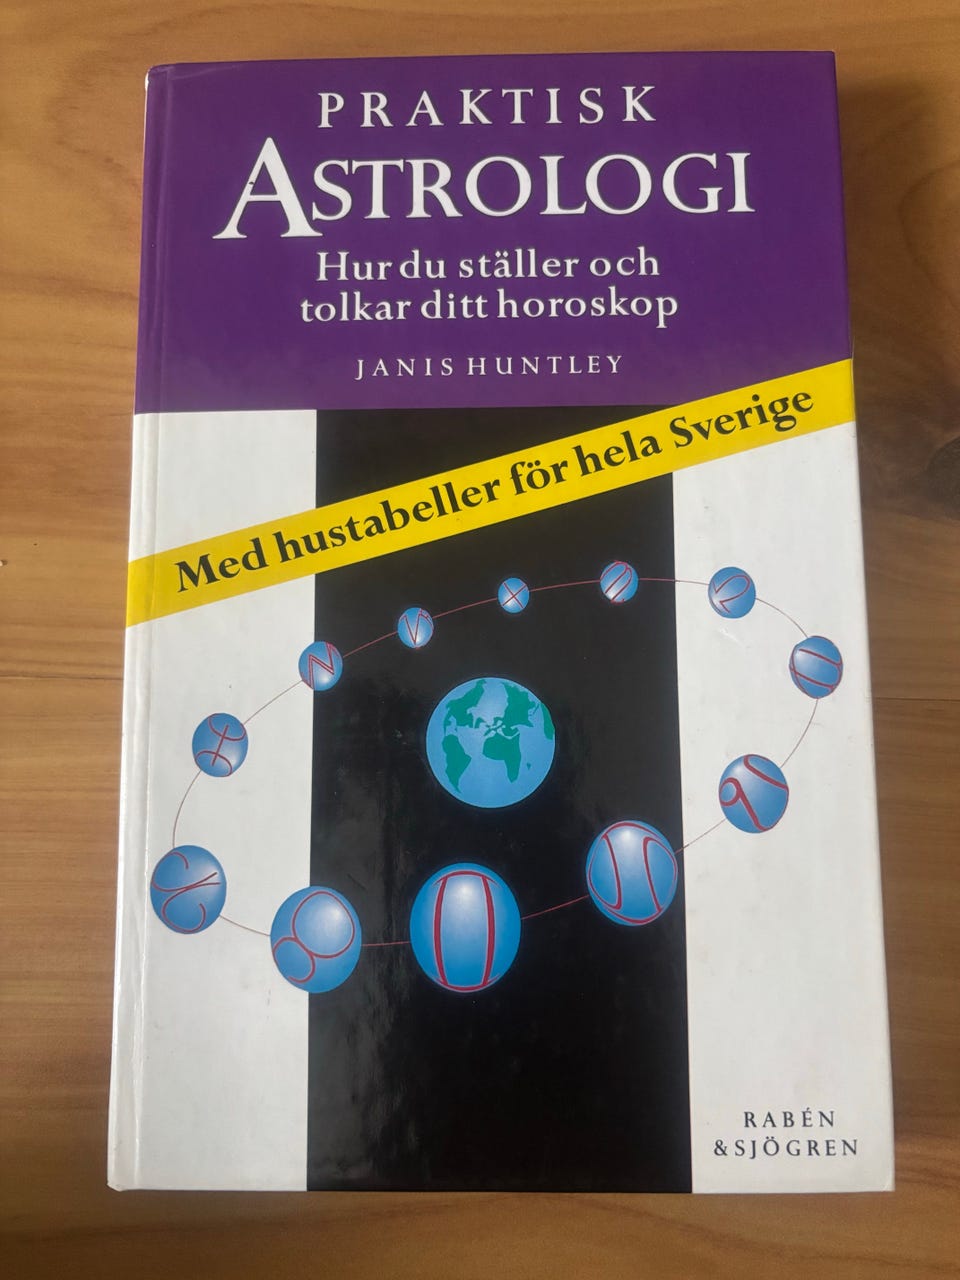 PRAKTISK
ASTROLOGI
Hur du ställer och
tolkar ditt horoskop
JANIS HUNTLEY
Med hustabeller för hela Sverige
RABÉN
& SJÖGREN